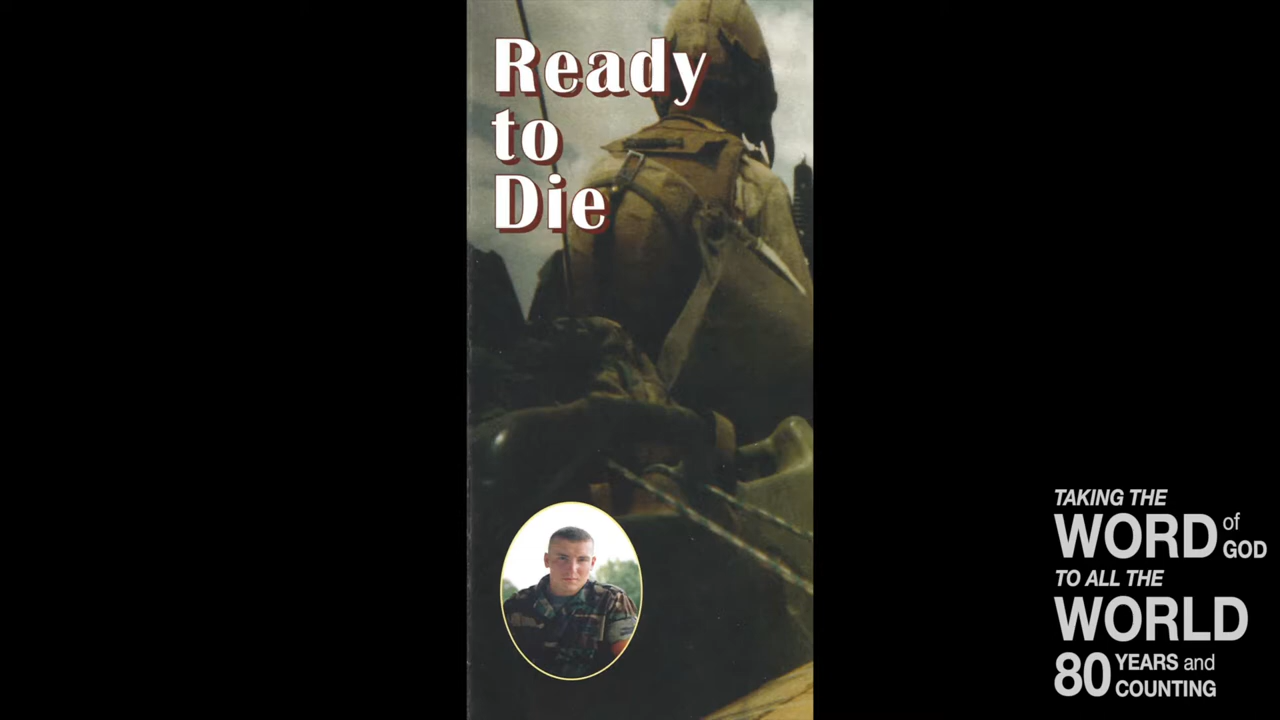 Ready
to
Die
TAKING THE
WORD of GOD
TO ALL THE
WORLD
80 YEARS and COUNTING